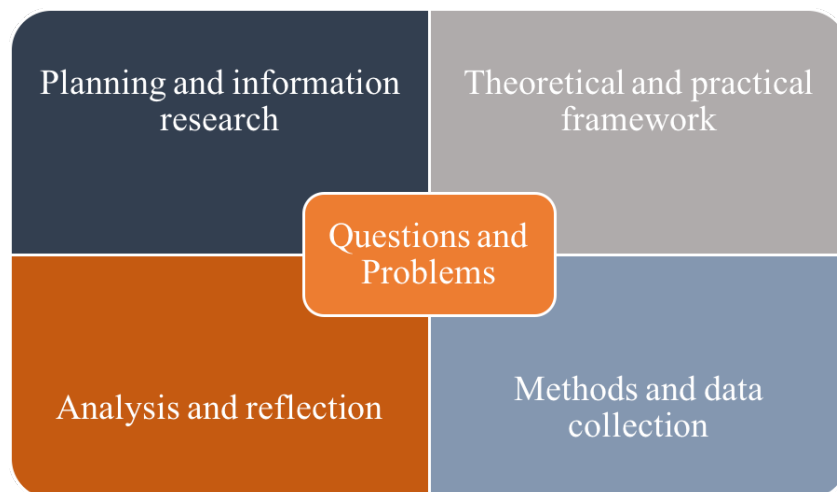 Planning and information
research
Theoretical and practical
framework
Questions and
Problems
Analysis and reflection
Methods and data
collection